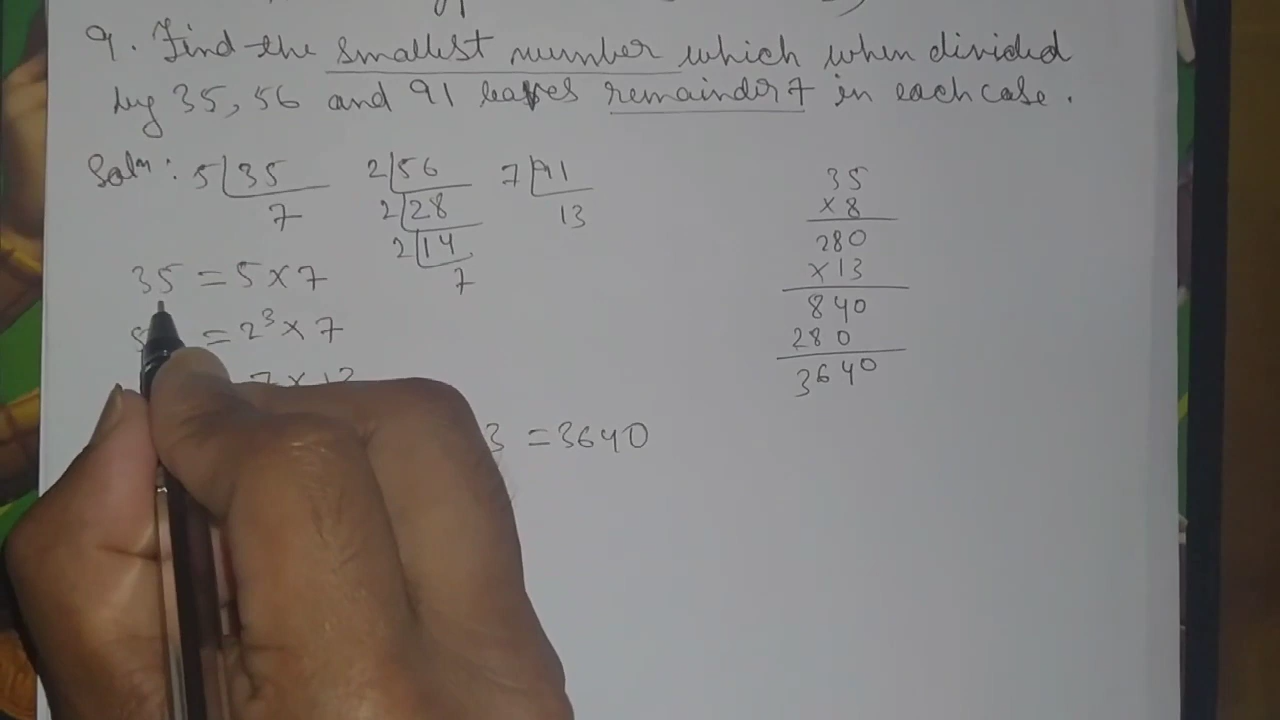 9. Find the smallest number which when divided
by 35, 56 and 91 leaves remainder 7 in each case.
Solⁿ : 5 35 2 56 7 91
7 2 28 13
2 14
7
35 = 5 × 7
= 2³ × 7
7 × 13
3 = 3640
35
× 8
280
× 13
840
280
3640